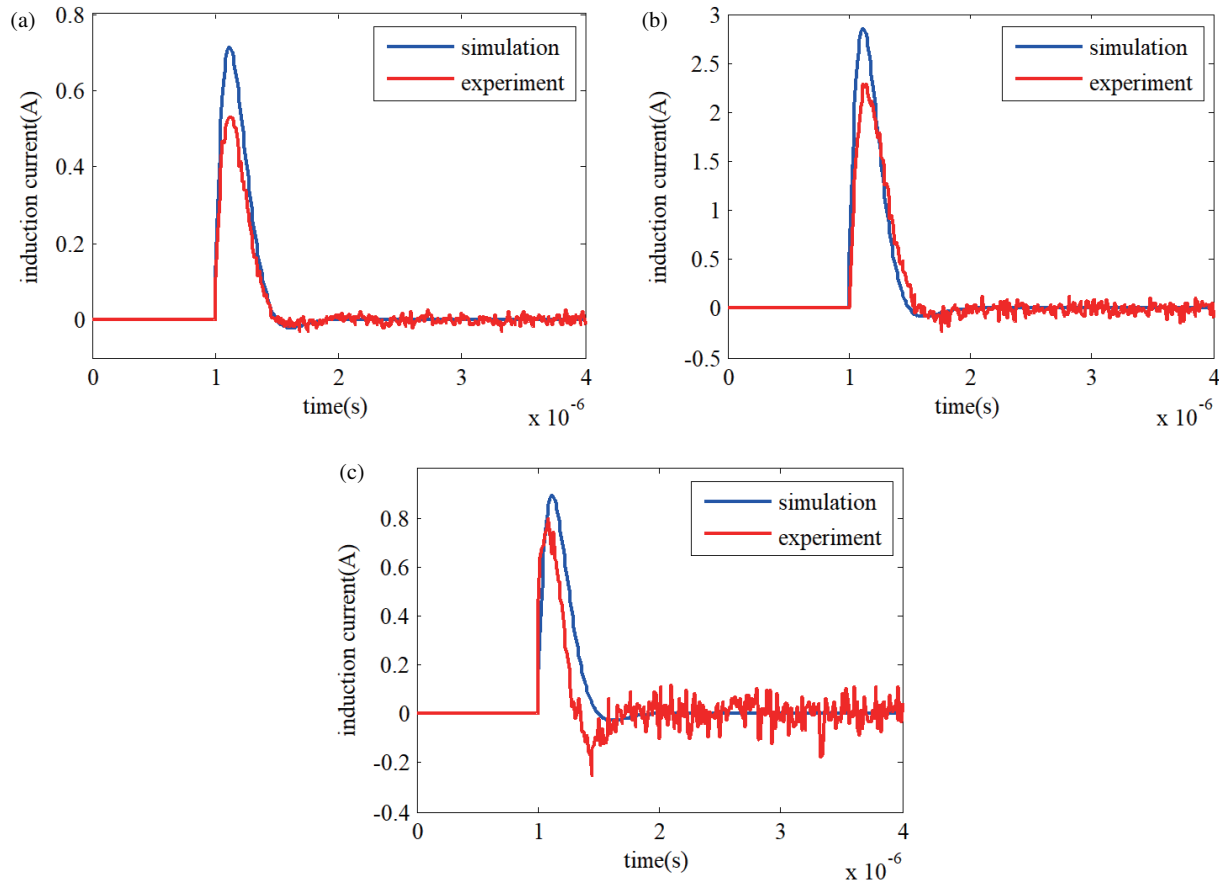 (a)
induction current(A)
0.8
0.6
0.4
0.2
0
simulation
experiment
0 1 2 3 4
time(s)
x 10-6
(b)
induction current(A)
3
2.5
2
1.5
1
0.5
0
-0.5
simulation
experiment
0 1 2 3 4
time(s)
x 10-6
(c)
induction current(A)
0.8
0.6
0.4
0.2
0
-0.2
-0.4
simulation
experiment
0 1 2 3 4
time(s)
x 10-6